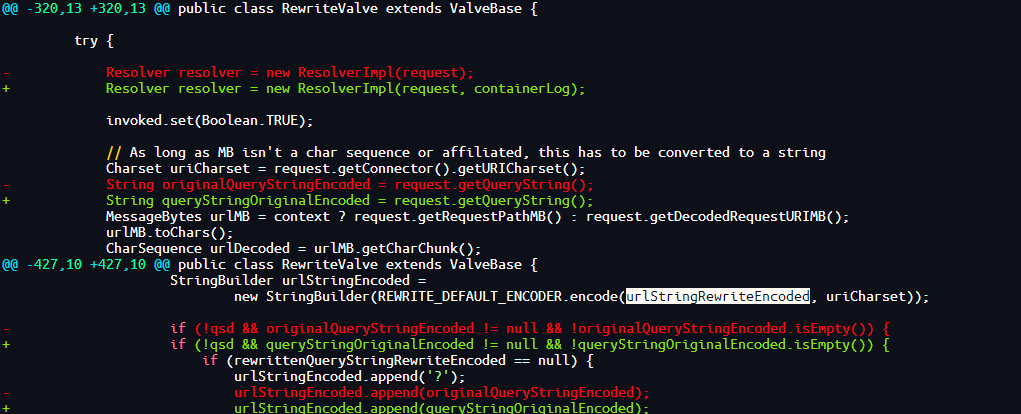 @@ -320,13 +320,13 @@ public class RewriteValve extends ValveBase {
try {
- Resolver resolver = new ResolverImpl(request);
+ Resolver resolver = new ResolverImpl(request, containerLog);
invoked.set(Boolean.TRUE);
// As long as MB isn't a char sequence or affiliated, this has to be converted to a string
Charset uriCharset = request.getConnector().getURICharset();
- String originalQueryStringEncoded = request.getQueryString();
+ String queryStringOriginalEncoded = request.getQueryString();
MessageBytes urlMB = context ? request.getRequestPathMB() : request.getDecodedRequestURIMB();
urlMB.toChars();
CharSequence urlDecoded = urlMB.getCharChunk();
@@ -427,10 +427,10 @@ public class RewriteValve extends ValveBase {
StringBuilder urlStringEncoded =
new StringBuilder(REWRITE_DEFAULT_ENCODER.encode(urlStringRewriteEncoded, uriCharset));
- if (!qsd && originalQueryStringEncoded != null && !originalQueryStringEncoded.isEmpty()) {
+ if (!qsd && queryStringOriginalEncoded != null && !queryStringOriginalEncoded.isEmpty()) {
if (rewrittenQueryStringRewriteEncoded == null) {
urlStringEncoded.append('?');
- urlStringEncoded.append(originalQueryStringEncoded);
+ urlStringEncoded.append(queryStringOriginalEncoded);